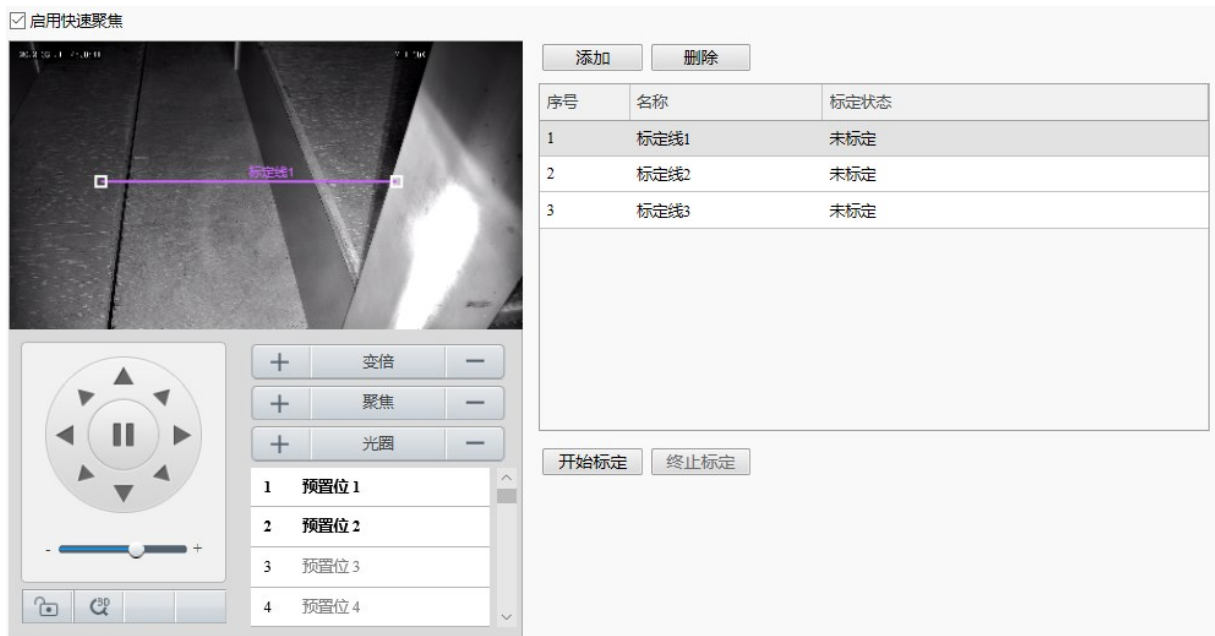 启用快速聚焦
标定线1
添加 删除
序号 名称 标定状态
1 标定线1 未标定
2 标定线2 未标定
3 标定线3 未标定
开始标定 终止标定
+ 变倍 −
+ 聚焦 −
+ 光圈 −
1 预置位 1
2 预置位 2
3 预置位 3
4 预置位 4
- +
3D